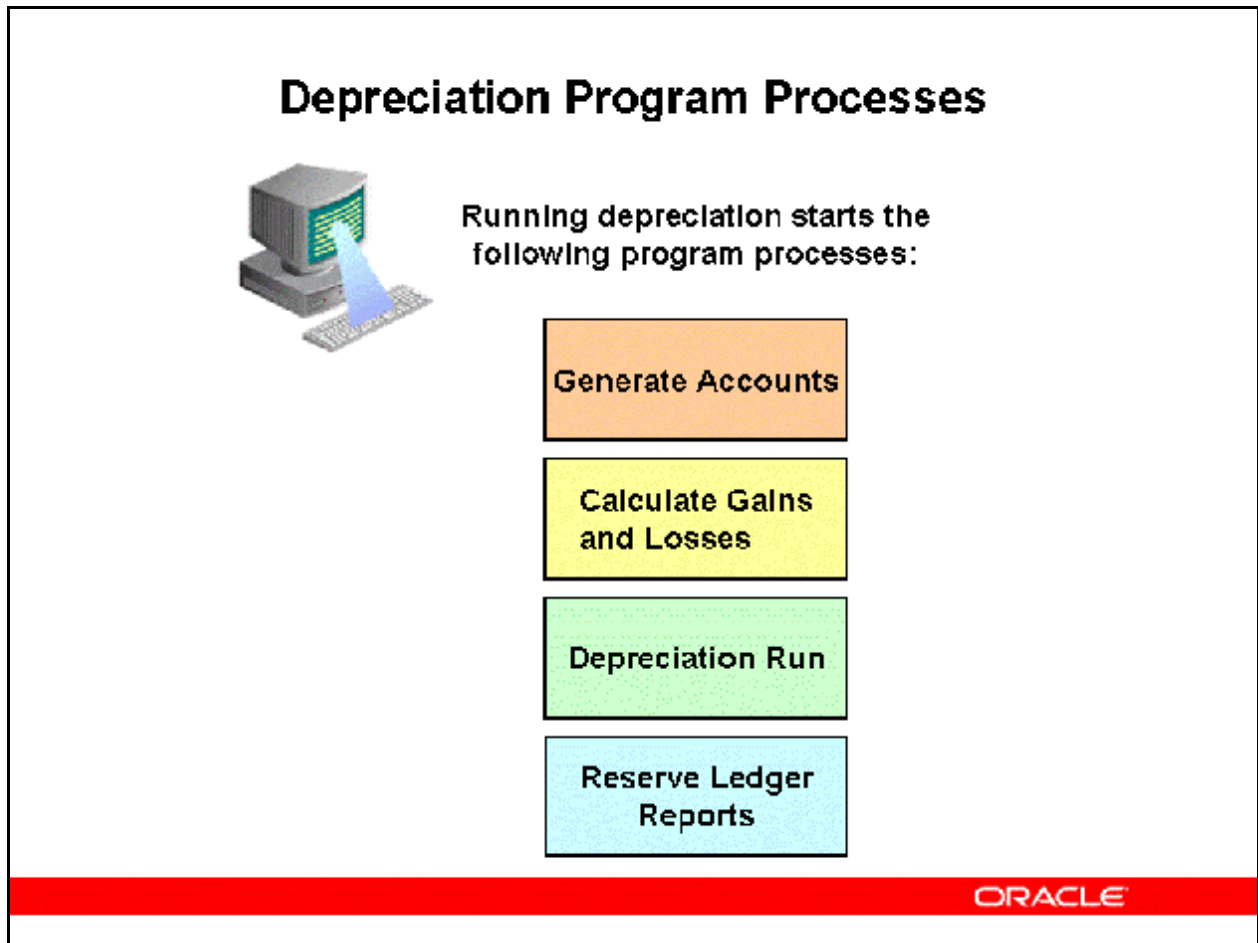 Depreciation Program Processes
Running depreciation starts the
following program processes:
Generate Accounts
Calculate Gains
and Losses
Depreciation Run
Reserve Ledger
Reports
ORACLE